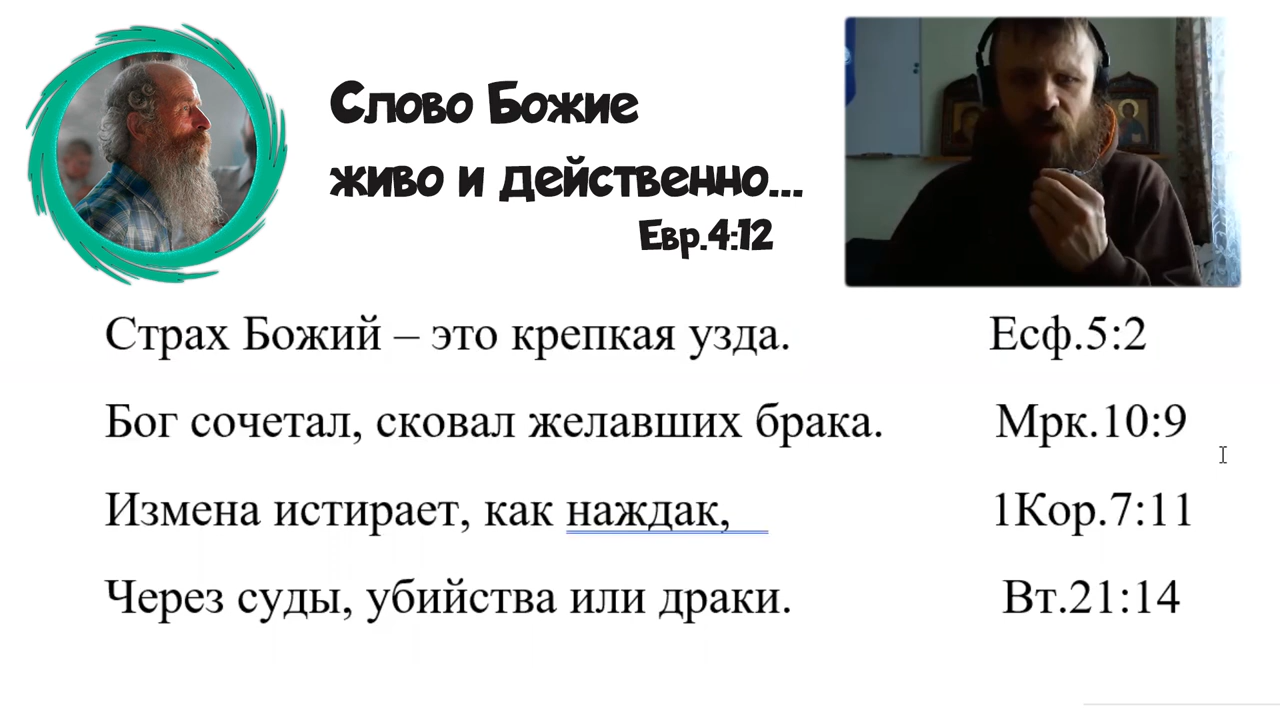 Слово Божие
живо и действенно...
Евр.4:12
Страх Божий – это крепкая узда. Есф.5:2
Бог сочетал, сковал желавших брака. Мрк.10:9
Измена истирает, как наждак, 1Кор.7:11
Через суды, убийства или драки. Вт.21:14